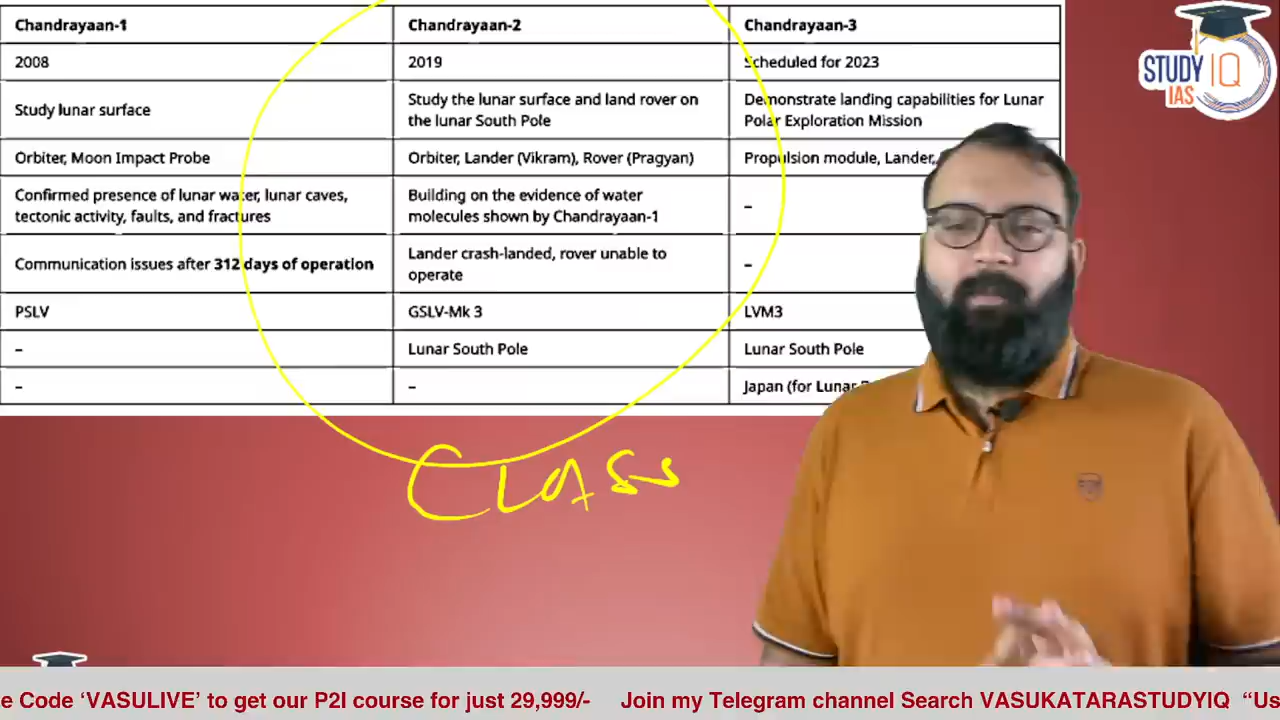 Chandrayaan-1 Chandrayaan-2 Chandrayaan-3
2008 2019 Scheduled for 2023
Study lunar surface Study the lunar surface and land rover on the lunar South Pole Demonstrate landing capabilities for Lunar Polar Exploration Mission
Orbiter, Moon Impact Probe Orbiter, Lander (Vikram), Rover (Pragyan) Propulsion module, Lander,
Confirmed presence of lunar water, lunar caves, tectonic activity, faults, and fractures Building on the evidence of water molecules shown by Chandrayaan-1 –
Communication issues after 312 days of operation Lander crash-landed, rover unable to operate –
PSLV GSLV-Mk 3 LVM3
– Lunar South Pole Lunar South Pole
– – Japan (for Lunar
STUDY IQ
IAS
CLASS
e Code ‘VASULIVE’ to get our P2I course for just 29,999/- Join my Telegram channel Search VASUKATARASTUDYIQ “Us